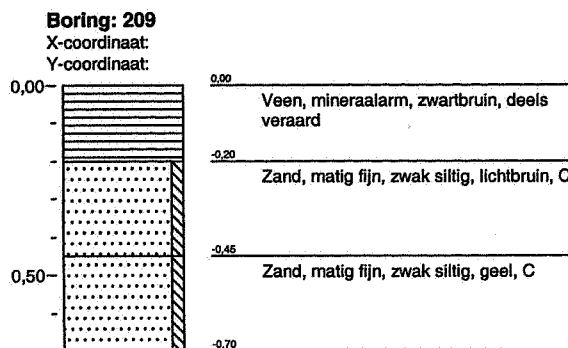 Boring: 209
X-coordinaat:
Y-coordinaat:
0,00
0,00
Veen, mineraalarm, zwartbruin, deels
veraard
-0,20
Zand, matig fijn, zwak siltig, lichtbruin, C
-0,45
Zand, matig fijn, zwak siltig, geel, C
0,50
-0,70